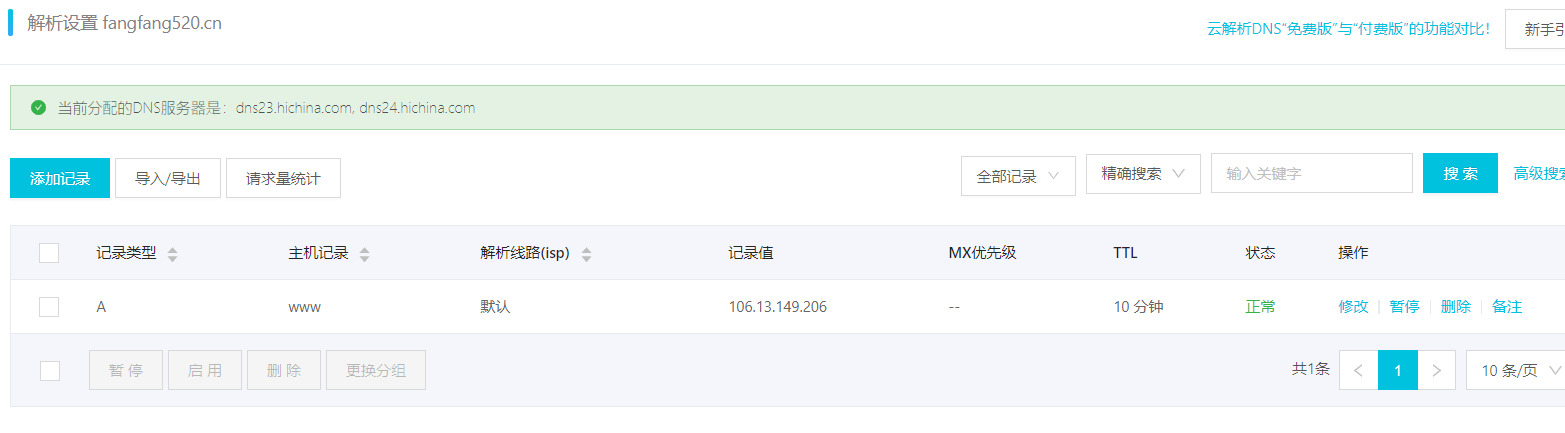 解析设置 fangfang520.cn
云解析DNS“免费版”与“付费版”的功能对比!
新手引
当前分配的DNS服务器是：dns23.hichina.com, dns24.hichina.com
添加记录 导入/导出 请求量统计 全部记录 精确搜索 输入关键字 搜 索 高级搜索
记录类型 主机记录 解析线路(isp) 记录值 MX优先级 TTL 状态 操作
A www 默认 106.13.149.206 -- 10 分钟 正常 修改 | 暂停 | 删除 | 备注
暂 停 启 用 删 除 更换分组 共1条 < 1 > 10 条/页